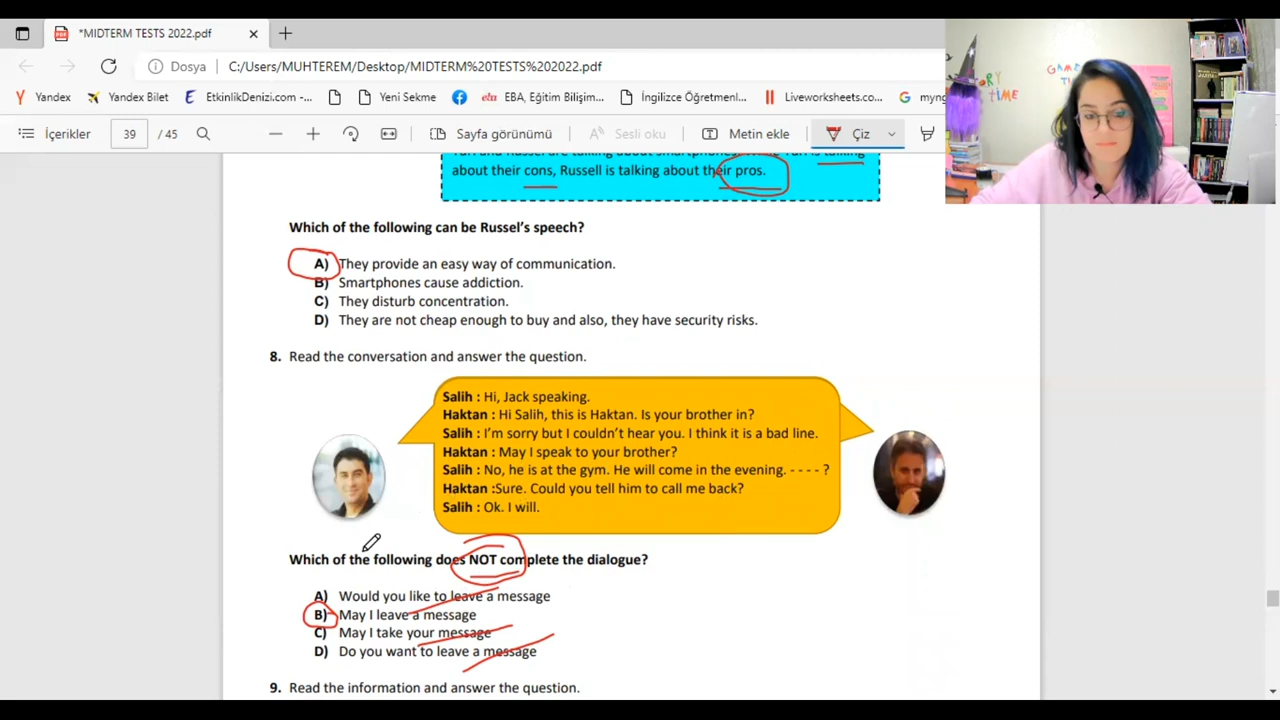 *MIDTERM TESTS 2022.pdf
Dosya
C:/Users/MUHTEREM/Desktop/MIDTERM%20TESTS%202022.pdf
Yandex
Yandex Bilet
EtkinlikDenizi.com -...
Yeni Sekme
EBA, Eğitim Bilişim...
İngilizce Öğretmenl...
Liveworksheets.co...
myng
İçerikler
39 / 45
Sayfa görünümü
Sesli oku
Metin ekle
Çiz
about their cons, Russell is talking about their pros.
Which of the following can be Russel's speech?
A) They provide an easy way of communication.
B) Smartphones cause addiction.
C) They disturb concentration.
D) They are not cheap enough to buy and also, they have security risks.
8. Read the conversation and answer the question.
Salih : Hi, Jack speaking.
Haktan : Hi Salih, this is Haktan. Is your brother in?
Salih : I'm sorry but I couldn't hear you. I think it is a bad line.
Haktan : May I speak to your brother?
Salih : No, he is at the gym. He will come in the evening. - - - - ?
Haktan :Sure. Could you tell him to call me back?
Salih : Ok. I will.
Which of the following does NOT complete the dialogue?
A) Would you like to leave a message
B) May I leave a message
C) May I take your message
D) Do you want to leave a message
9. Read the information and answer the question.